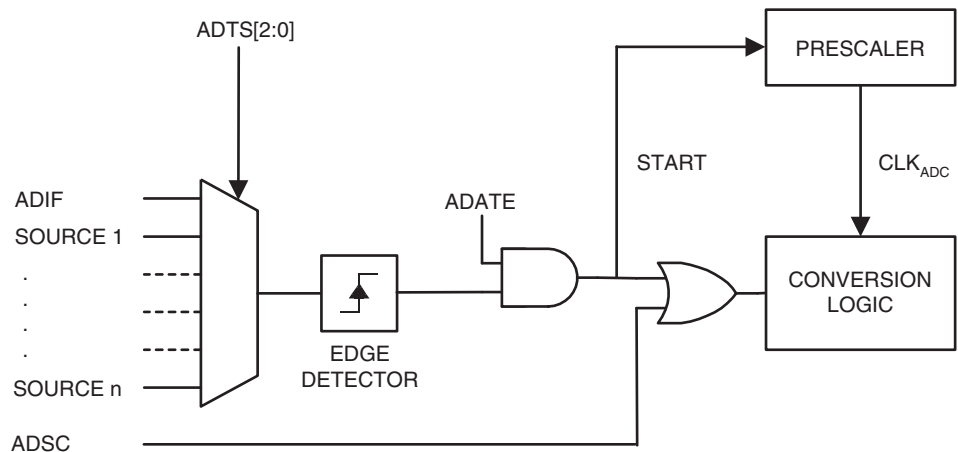 ADTS[2:0]
PRESCALER
START
CLKADC
ADIF
ADATE
SOURCE 1
.
.
.
.
CONVERSION
LOGIC
EDGE
DETECTOR
SOURCE n
ADSC